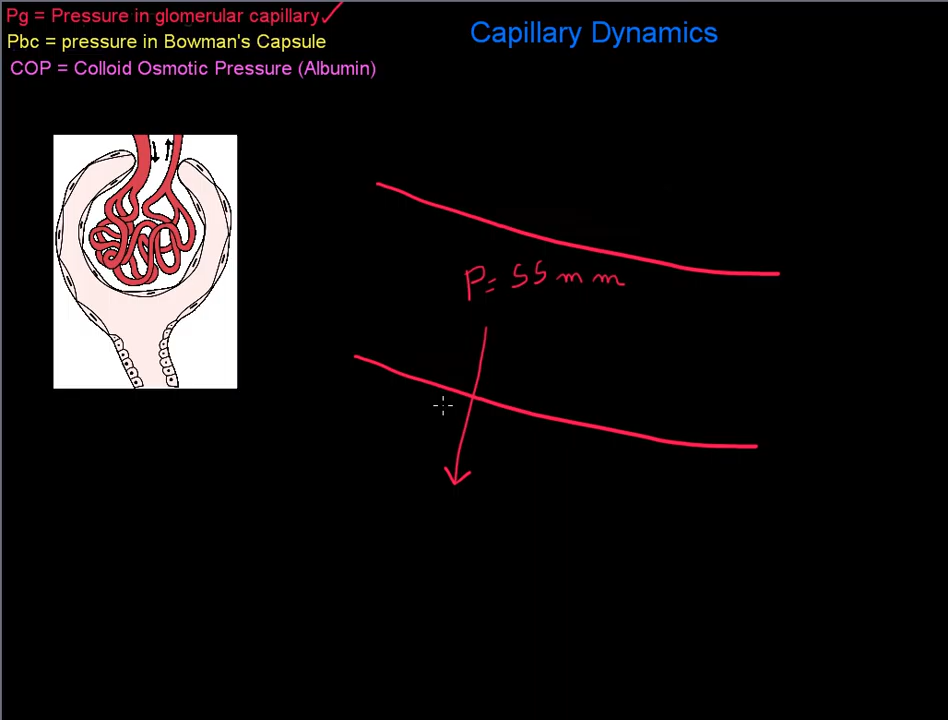 Pg = Pressure in glomerular capillary✓
Pbc = pressure in Bowman's Capsule
COP = Colloid Osmotic Pressure (Albumin)
Capillary Dynamics
P= 55 mm